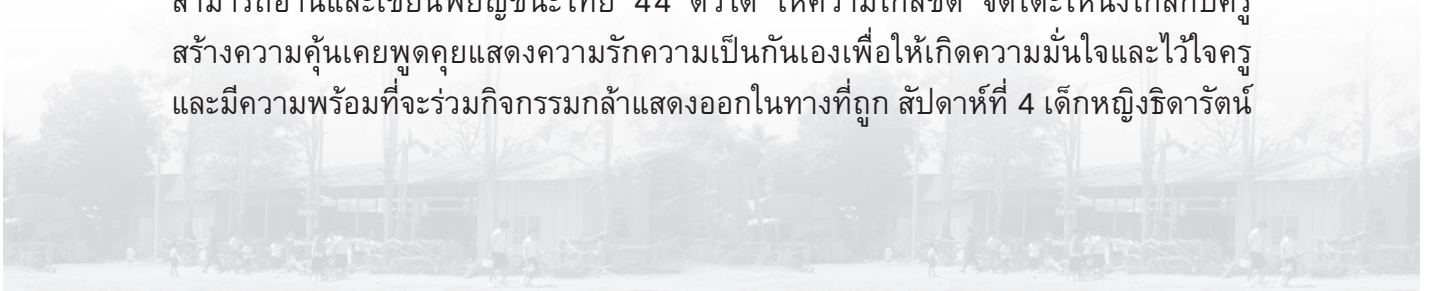 สามารถอ่านและเขียนพยัญชนะไทย 44 ตัวได้ ให้ความใกล้ชิด จัดโต๊ะให้นั่งใกล้กับครู
สร้างความคุ้นเคยพูดคุยแสดงความรักความเป็นกันเองเพื่อให้เกิดความมั่นใจและไว้ใจครู
และมีความพร้อมที่จะร่วมกิจกรรมกล้าแสดงออกในทางที่ถูก สัปดาห์ที่ 4 เด็กหญิงธิดารัตน์